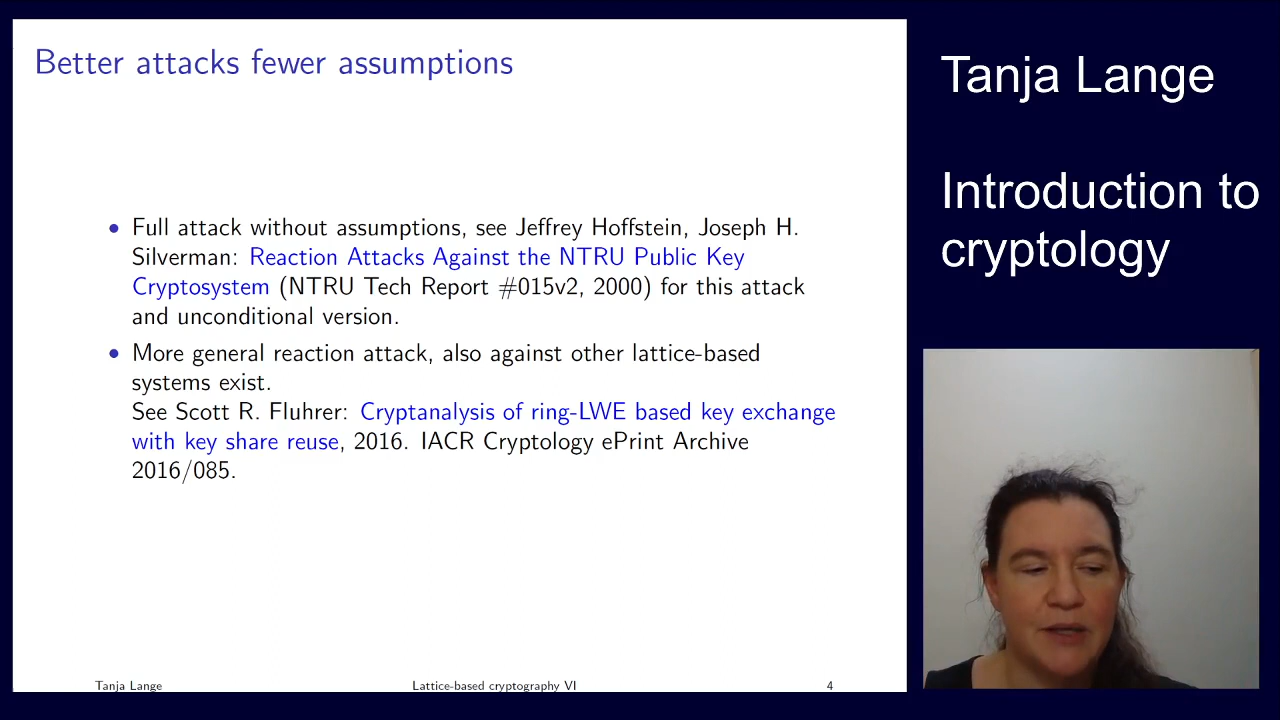 Better attacks fewer assumptions
• Full attack without assumptions, see Jeffrey Hoffstein, Joseph H.
Silverman: Reaction Attacks Against the NTRU Public Key
Cryptosystem (NTRU Tech Report #015v2, 2000) for this attack
and unconditional version.
• More general reaction attack, also against other lattice-based
systems exist.
See Scott R. Fluhrer: Cryptanalysis of ring-LWE based key exchange
with key share reuse, 2016. IACR Cryptology ePrint Archive
2016/085.
Tanja Lange
Lattice-based cryptography VI
4
Tanja Lange
Introduction to
cryptology